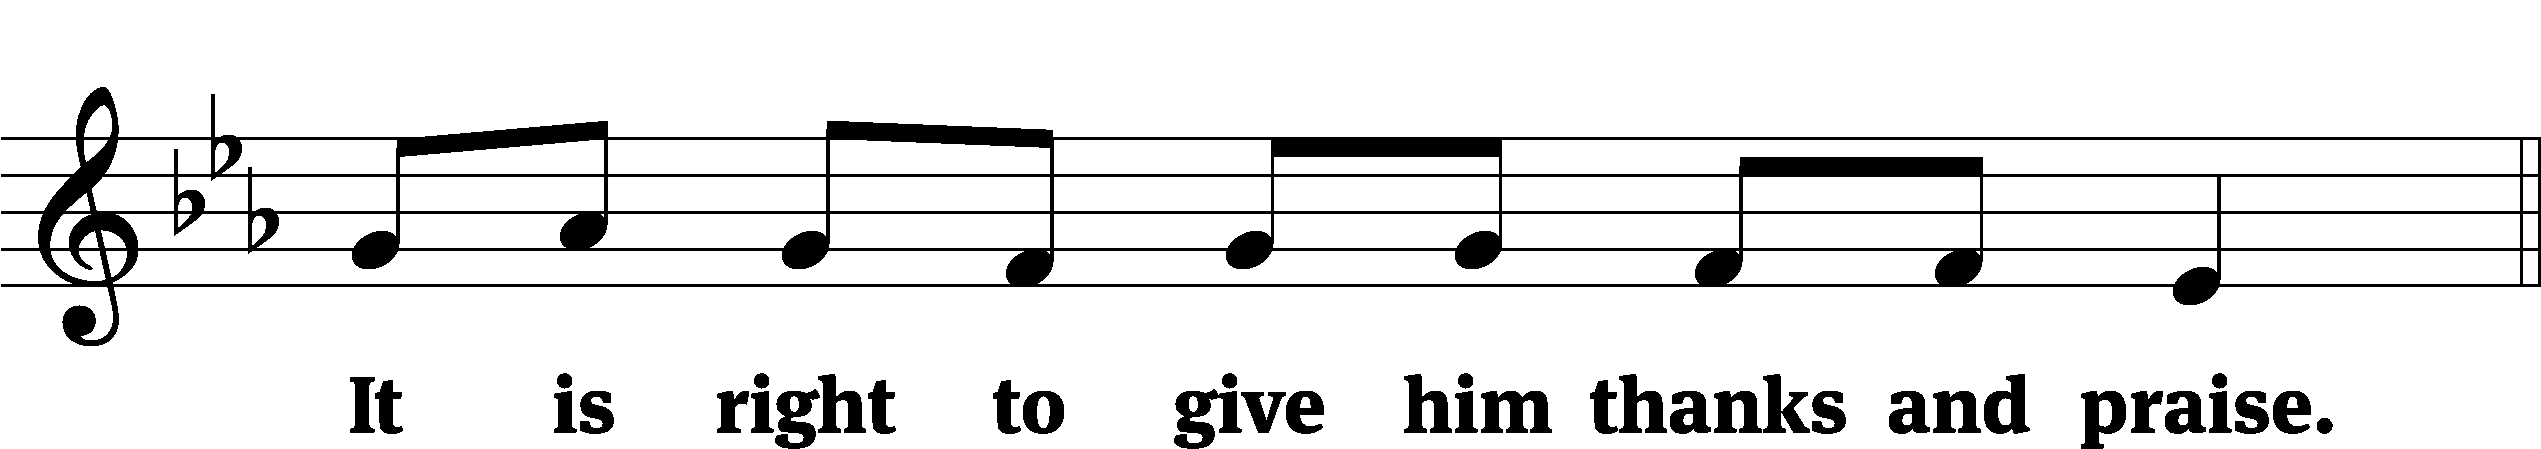 It is right to give him thanks and praise.